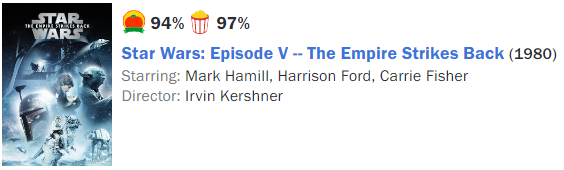 STAR
THE EMPIRE STRIKES BACK
WARS
94% 97%
Star Wars: Episode V -- The Empire Strikes Back (1980)
Starring: Mark Hamill, Harrison Ford, Carrie Fisher
Director: Irvin Kershner